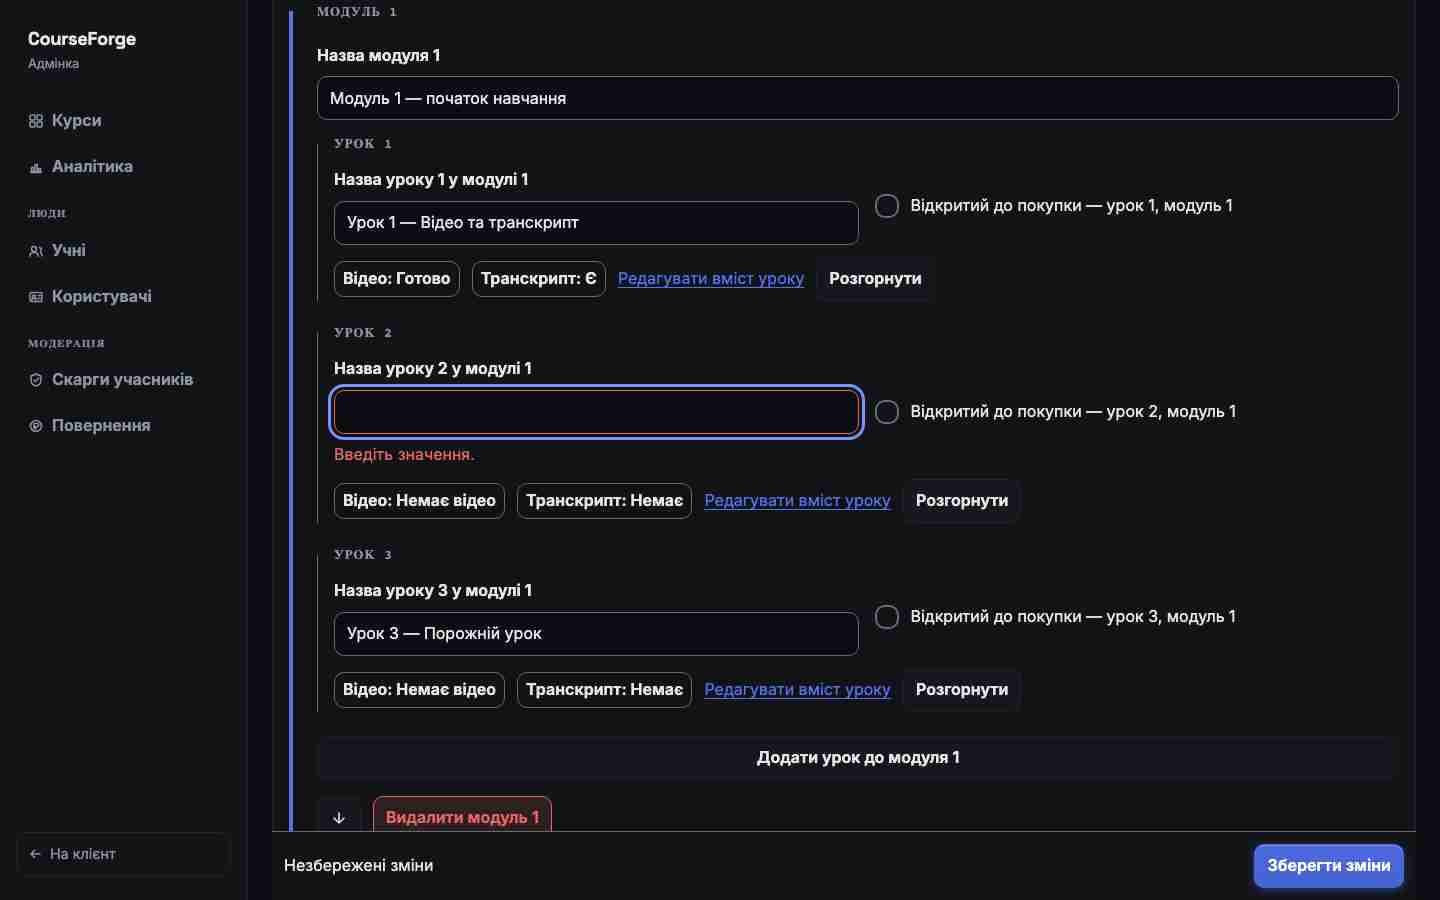 CourseForge
Адмінка
Курси
Аналітика
ЛЮДИ
Учні
Користувачі
МОДЕРАЦІЯ
Скарги учасників
Повернення
← На клієнт
МОДУЛЬ 1
Назва модуля 1
Модуль 1 — початок навчання
УРОК 1
Назва уроку 1 у модулі 1
Урок 1 — Відео та транскрипт
Відкритий до покупки — урок 1, модуль 1
Відео: Готово Транскрипт: Є Редагувати вміст уроку Розгорнути
УРОК 2
Назва уроку 2 у модулі 1
Відкритий до покупки — урок 2, модуль 1
Введіть значення.
Відео: Немає відео Транскрипт: Немає Редагувати вміст уроку Розгорнути
УРОК 3
Назва уроку 3 у модулі 1
Урок 3 — Порожній урок
Відкритий до покупки — урок 3, модуль 1
Відео: Немає відео Транскрипт: Немає Редагувати вміст уроку Розгорнути
Додати урок до модуля 1
↓ Видалити модуль 1
Незбережені зміни
Зберегти зміни